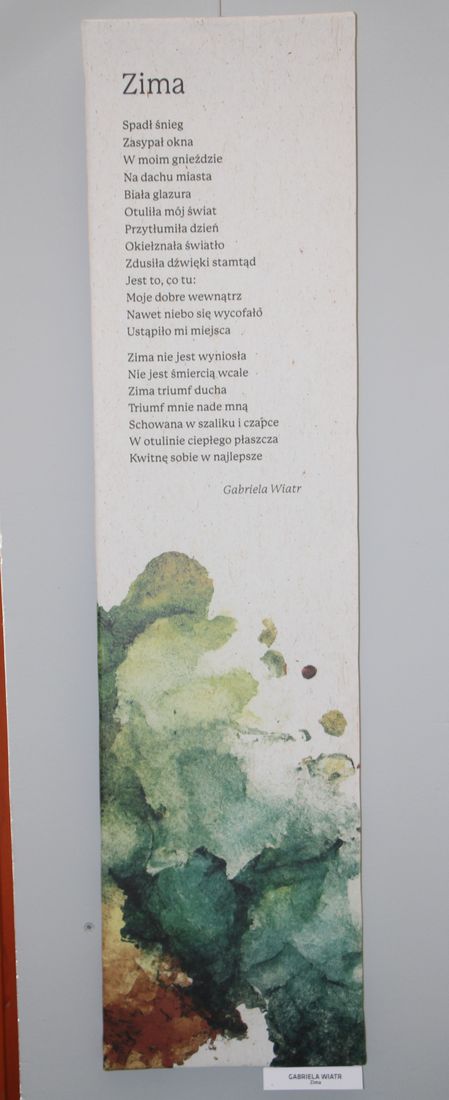 Zima
Spadł śnieg
Zasypał okna
W moim gnieździe
Na dachu miasta
Biała glazura
Otuliła mój świat
Przytłumiła dzień
Okiełznała światło
Zdusiła dźwięki stamtąd
Jest to, co tu:
Moje dobre wewnątrz
Nawet niebo się wycofało
Ustąpiło mi miejsca
Zima nie jest wyniosła
Nie jest śmiercią wcale
Zima triumf ducha
Triumf mnie nade mną
Schowana w szaliku i czapce
W otulinie ciepłego płaszcza
Kwitnę sobie w najlepsze
Gabriela Wiatr
GABRIELA WIATR
Zima